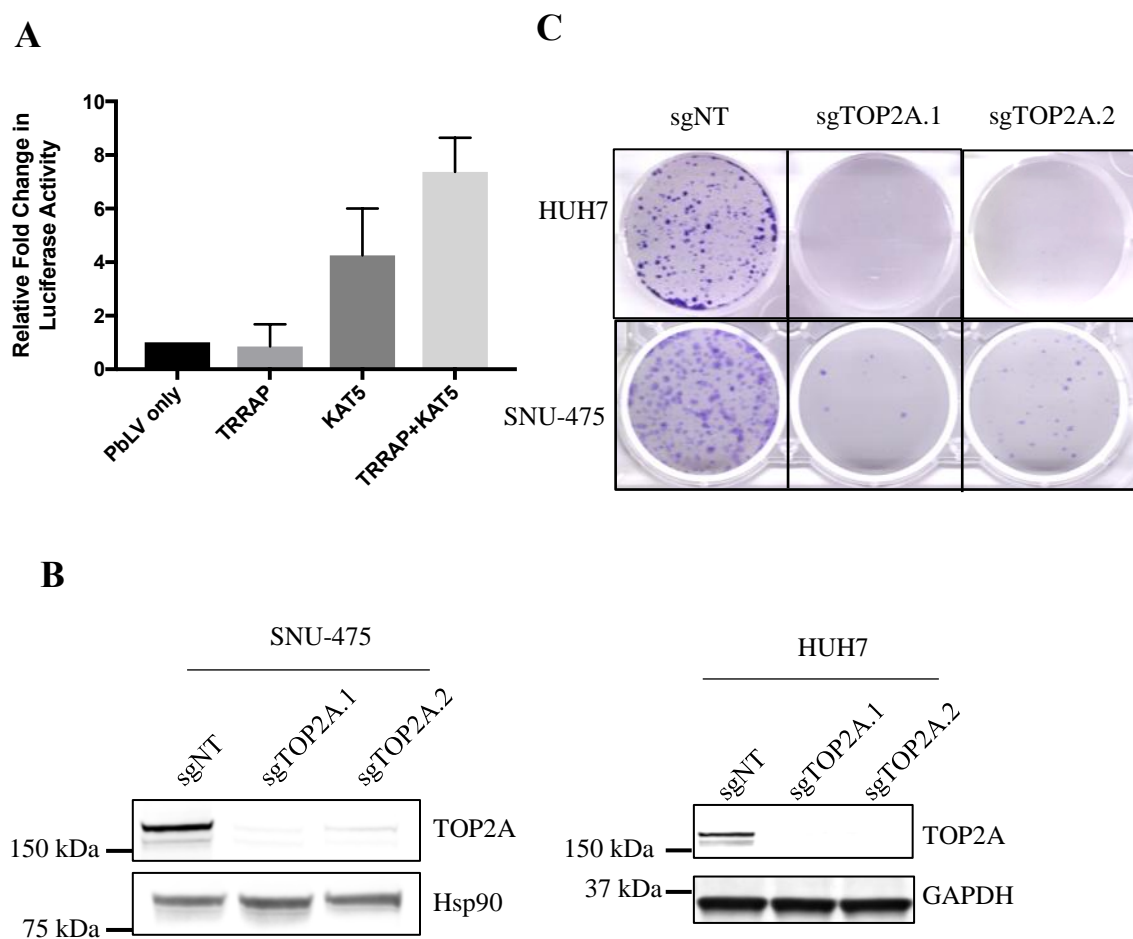 A
Relative Fold Change in
Luciferase Activity
10
8
6
4
2
0
PbLV only
TRRAP
KAT5
TRRAP+KAT5
C
sgNT
sgTOP2A.1
sgTOP2A.2
HUH7
SNU-475
B
SNU-475
sgNT
sgTOP2A.1
sgTOP2A.2
150 kDa
TOP2A
75 kDa
Hsp90
HUH7
sgNT
sgTOP2A.1
sgTOP2A.2
150 kDa
TOP2A
37 kDa
GAPDH